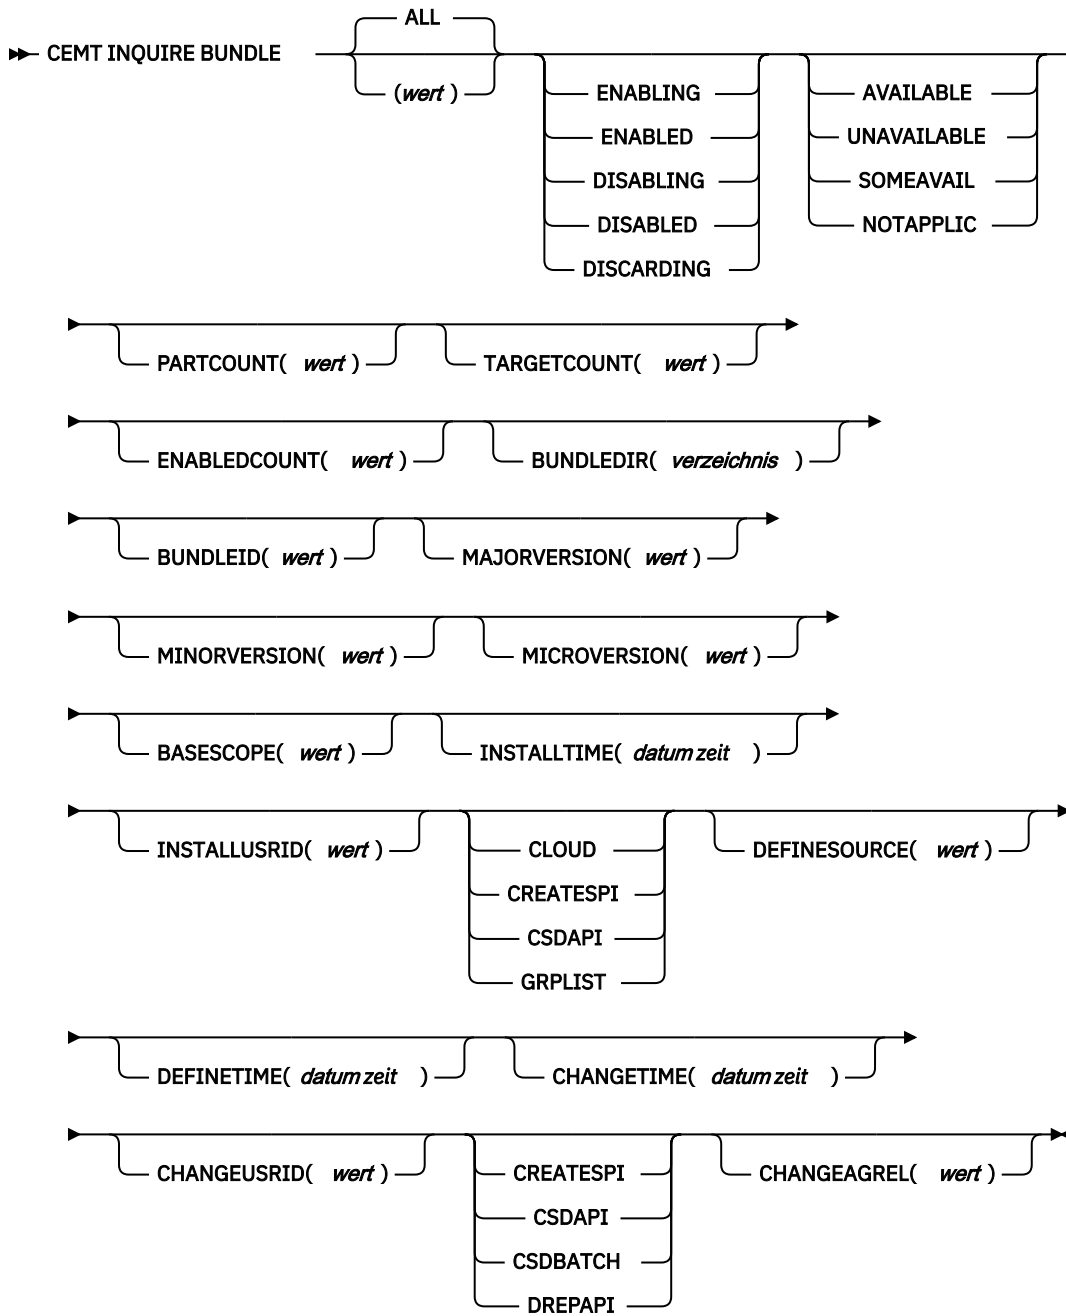 ALL
CEMT INQUIRE BUNDLE
(wert )
ENABLING
ENABLED
DISABLING
DISABLED
DISCARDING
AVAILABLE
UNAVAILABLE
SOMEAVAIL
NOTAPPLIC
PARTCOUNT( wert ) TARGETCOUNT( wert )
ENABLEDCOUNT( wert ) BUNDLEDIR( verzeichnis )
BUNDLEID( wert ) MAJORVERSION( wert )
MINORVERSION( wert ) MICROVERSION( wert )
BASESCOPE( wert ) INSTALLTIME( datum zeit )
INSTALLUSRID( wert )
CLOUD
CREATESPI
CSDAPI
GRPLIST
DEFINESOURCE( wert )
DEFINETIME( datum zeit ) CHANGETIME( datum zeit )
CHANGEUSRID( wert )
CREATESPI
CSDAPI
CSDBATCH
DREPAPI
CHANGEAGREL( wert )